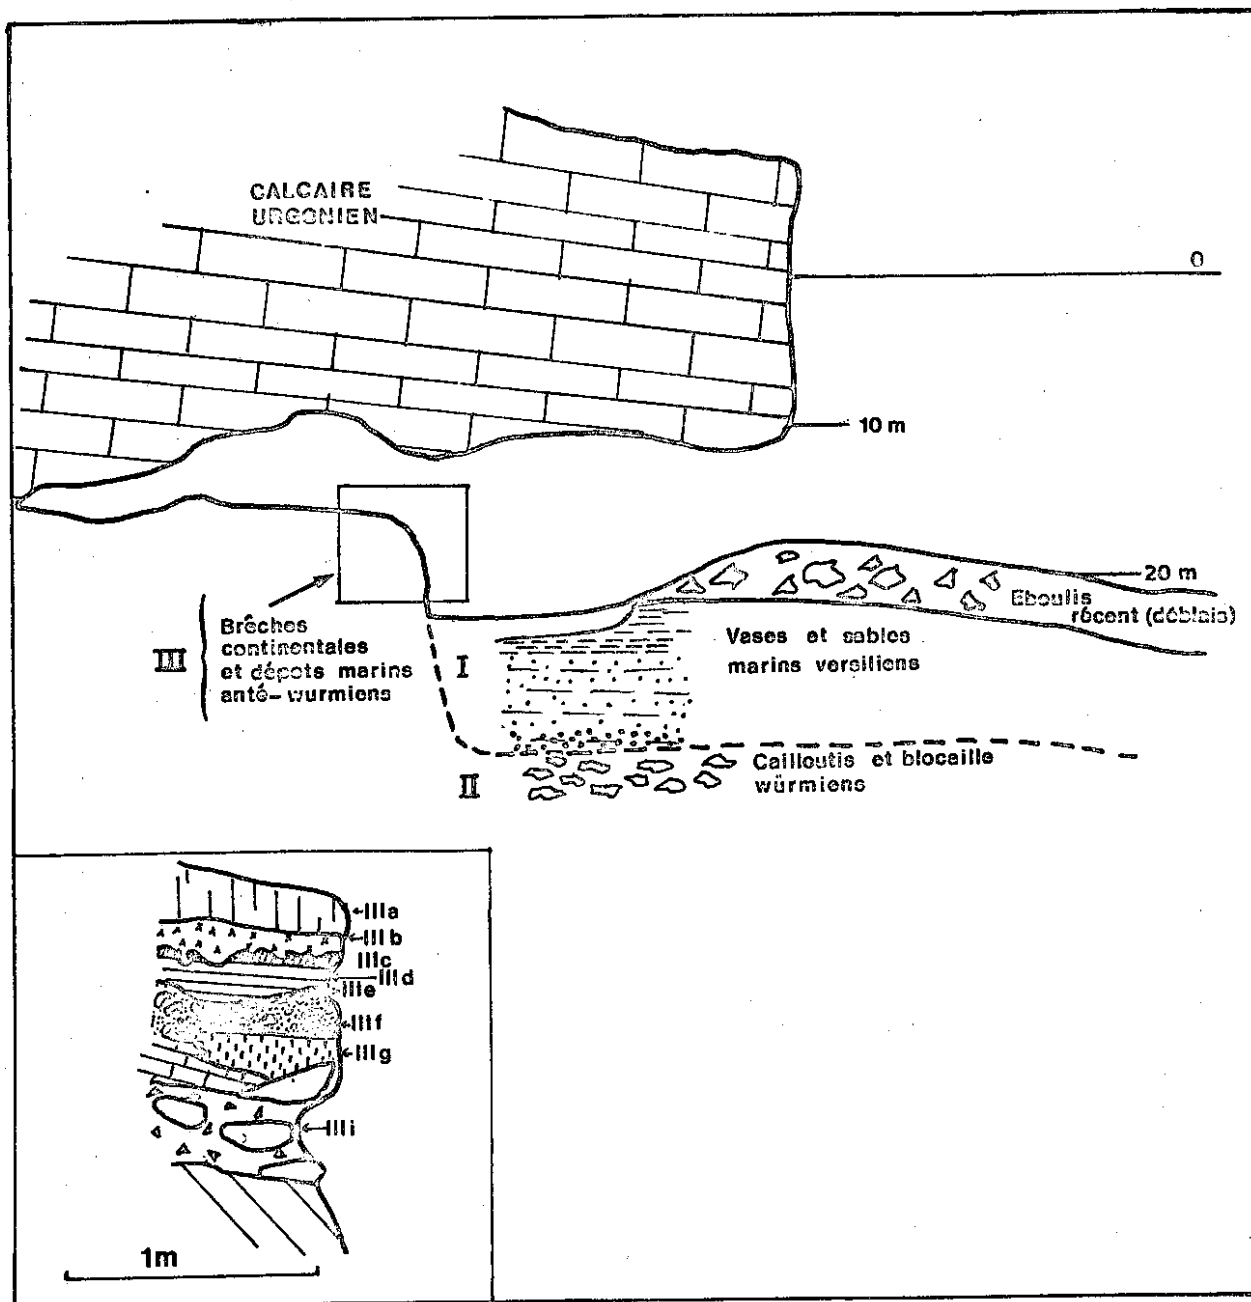 CALCAIRE
URGONIEN
0
10 m
20 m
Eboulis
récent (déblais)
Brêches
continentales
et dépots marins
anté-wurmiens
III
I
Vases et sables
marins versiliens
II
Cailloutis et blocaille
würmiens
IIIa
IIIb
IIIc
IIId
IIIe
IIIf
IIIg
IIIi
1m